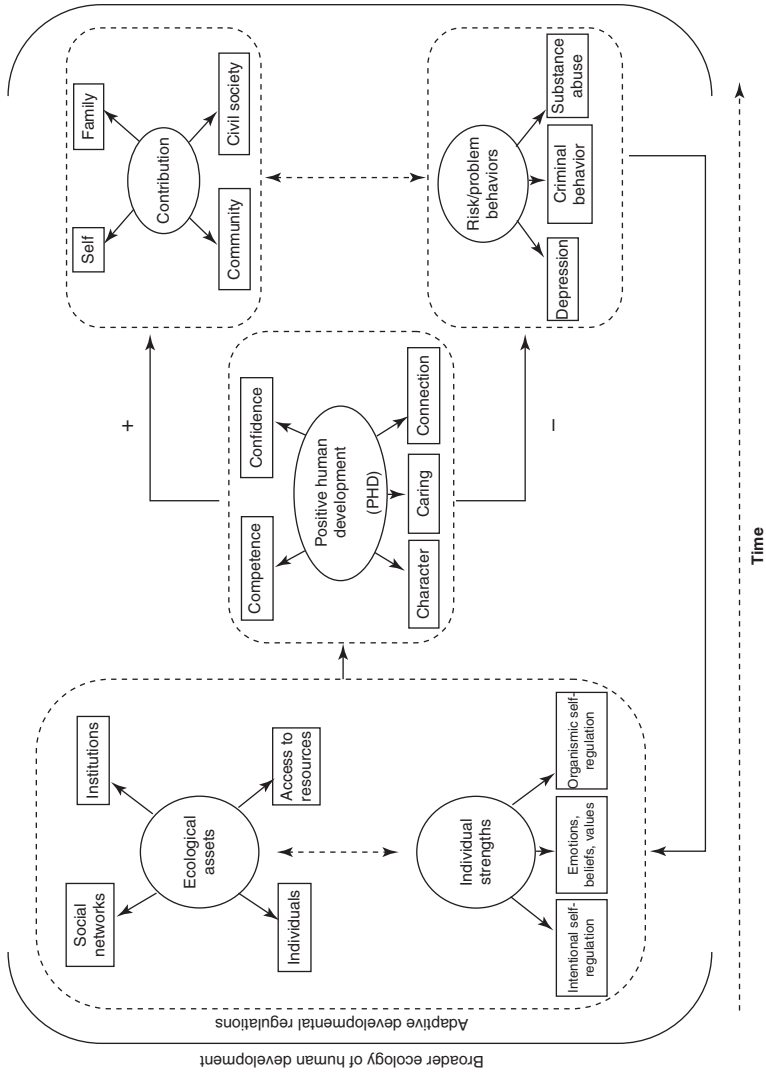 Broader ecology of human development
Adaptive developmental regulations
Social
networks
Institutions
Ecological
assets
Individuals
Access to
resources
Individual
strengths
Intentional self-
regulation
Emotions,
beliefs, values
Organismic self-
regulation
Competence
Confidence
Positive human
development
(PHD)
Character
Caring
Connection
+
–
Self
Family
Contribution
Community
Civil society
Risk/problem
behaviors
Depression
Criminal
behavior
Substance
abuse
Time